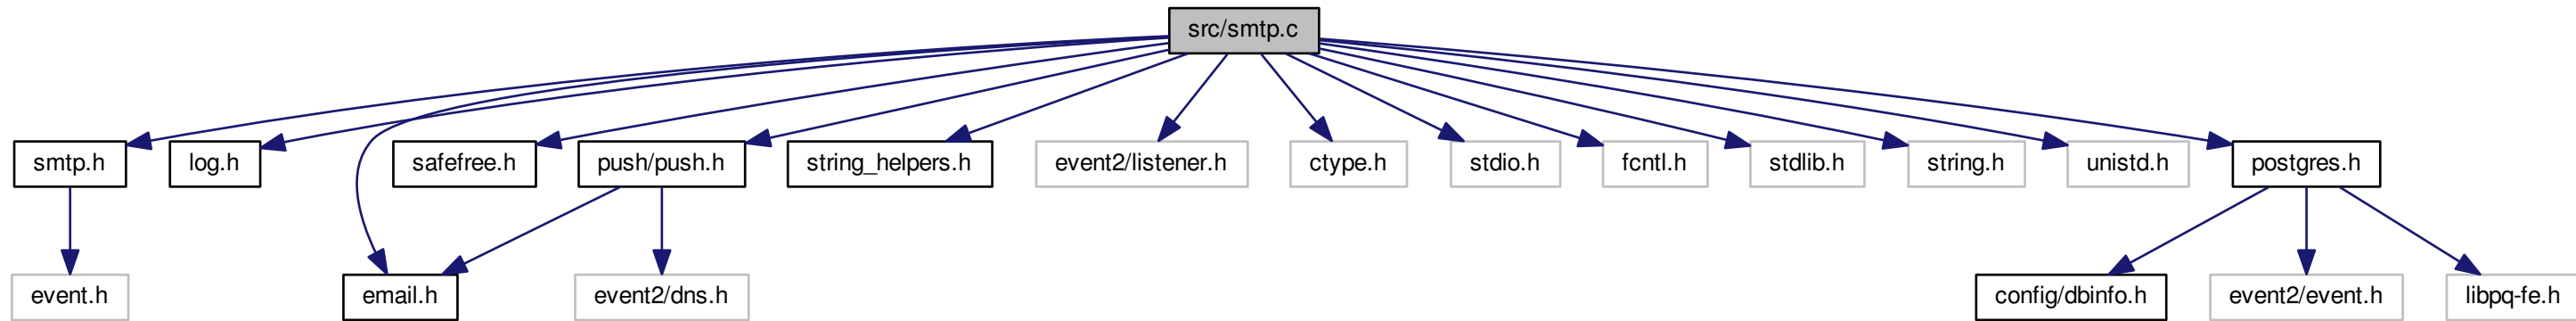 src/smtp.c
smtp.h
log.h
safefree.h
push/push.h
string_helpers.h
event2/listener.h
ctype.h
stdio.h
fcntl.h
stdlib.h
string.h
unistd.h
postgres.h
event.h
email.h
event2/dns.h
config/dbinfo.h
event2/event.h
libpq-fe.h